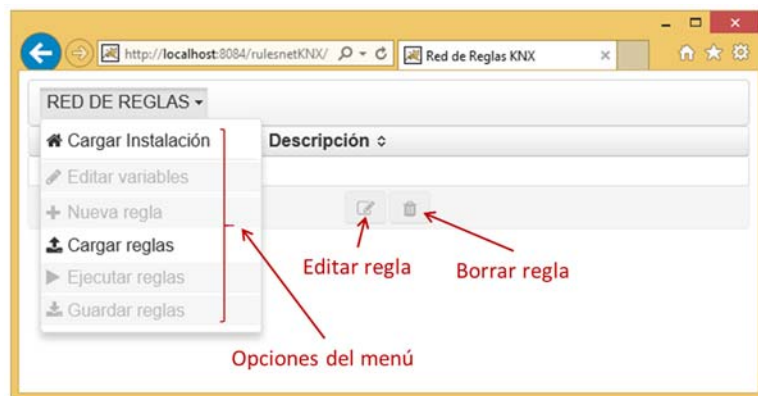 http://localhost:8084/rulesnetKNX/
Red de Reglas KNX
RED DE REGLAS
Cargar Instalación
Descripción
Editar variables
Nueva regla
Cargar reglas
Ejecutar reglas
Guardar reglas
Editar regla
Borrar regla
Opciones del menú